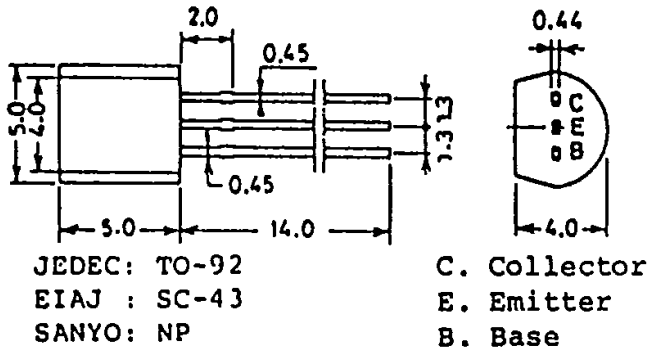 2.0
0.44
0.45
C
E
B
5.0
4.0
0.45
5.0
14.0
4.0
JEDEC: TO-92
EIAJ : SC-43
SANYO: NP
C. Collector
E. Emitter
B. Base